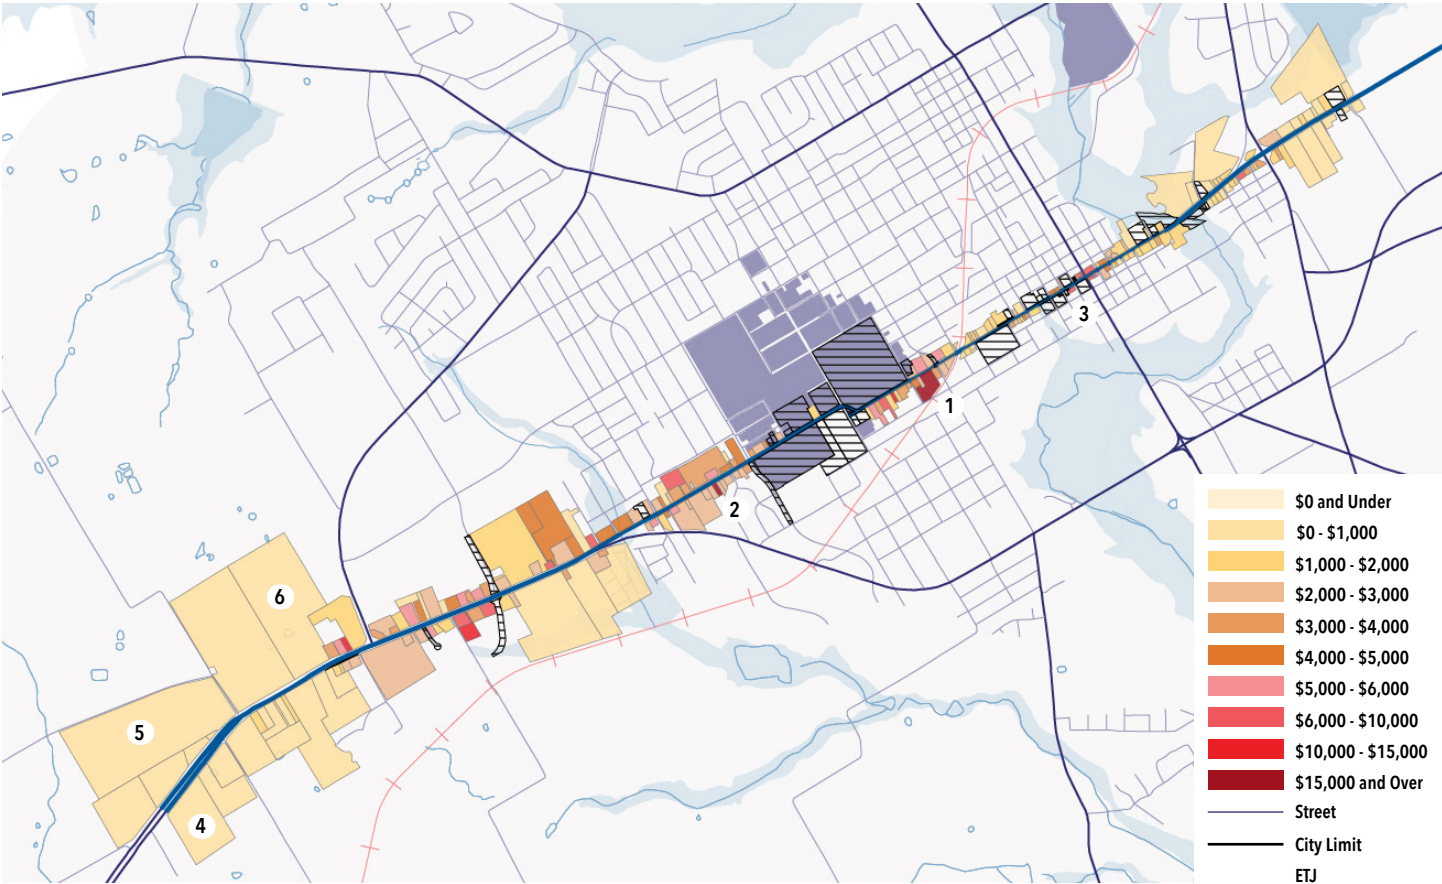 3
1
2
6
5
4
$0 and Under
$0 - $1,000
$1,000 - $2,000
$2,000 - $3,000
$3,000 - $4,000
$4,000 - $5,000
$5,000 - $6,000
$6,000 - $10,000
$10,000 - $15,000
$15,000 and Over
Street
City Limit
ETJ